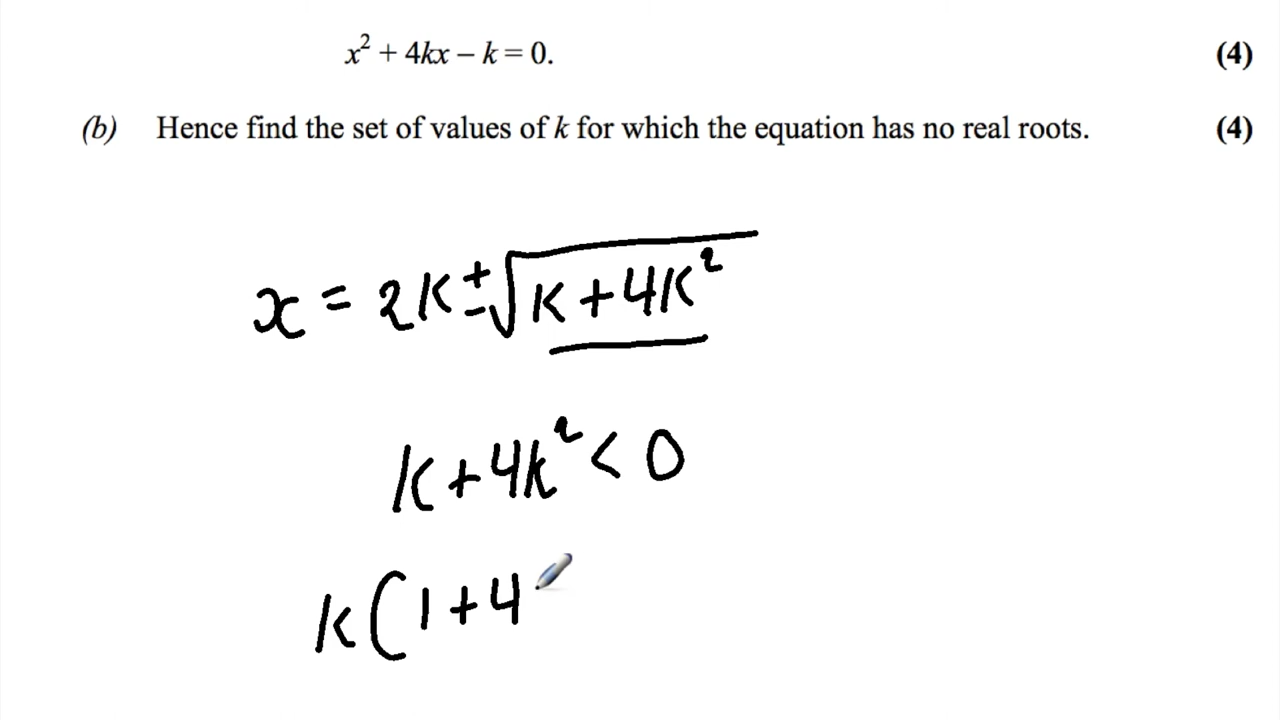 x² + 4kx – k = 0. (4)
(b) Hence find the set of values of k for which the equation has no real roots. (4)
x = 2k ± √(k + 4k²)
k + 4k² < 0
k ( 1 + 4